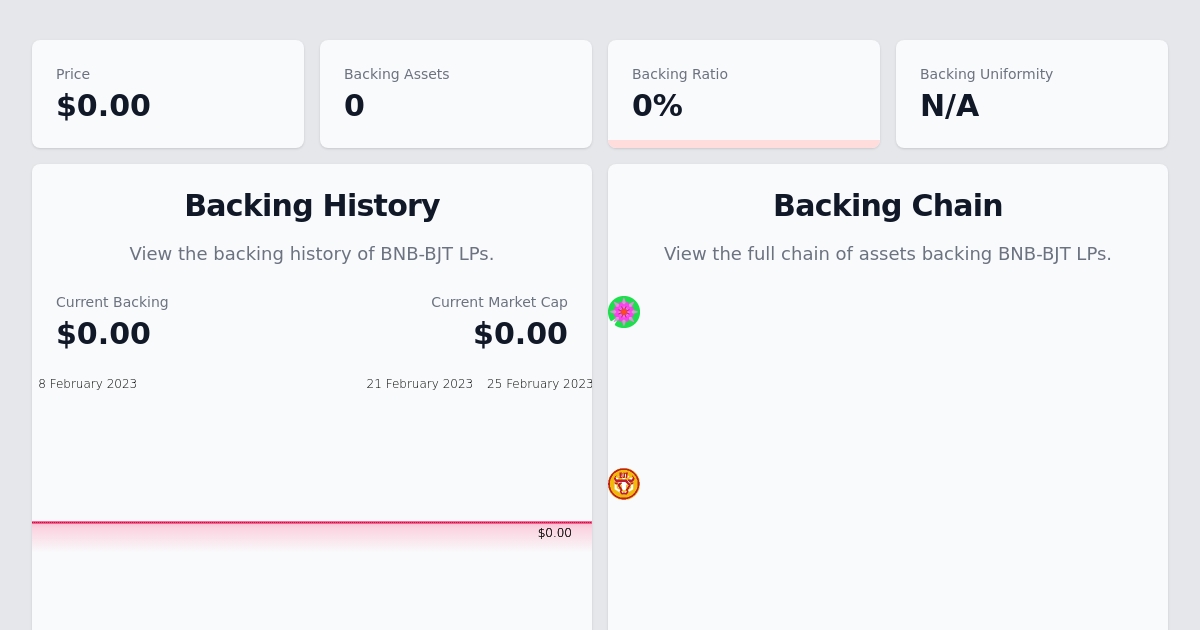 Price
$0.00
Backing Assets
0
Backing Ratio
0%
Backing Uniformity
N/A
Backing History
View the backing history of BNB-BJT LPs.
Current Backing
$0.00
Current Market Cap
$0.00
8 February 2023
21 February 2023
25 February 2023
$0.00
Backing Chain
View the full chain of assets backing BNB-BJT LPs.
BJT